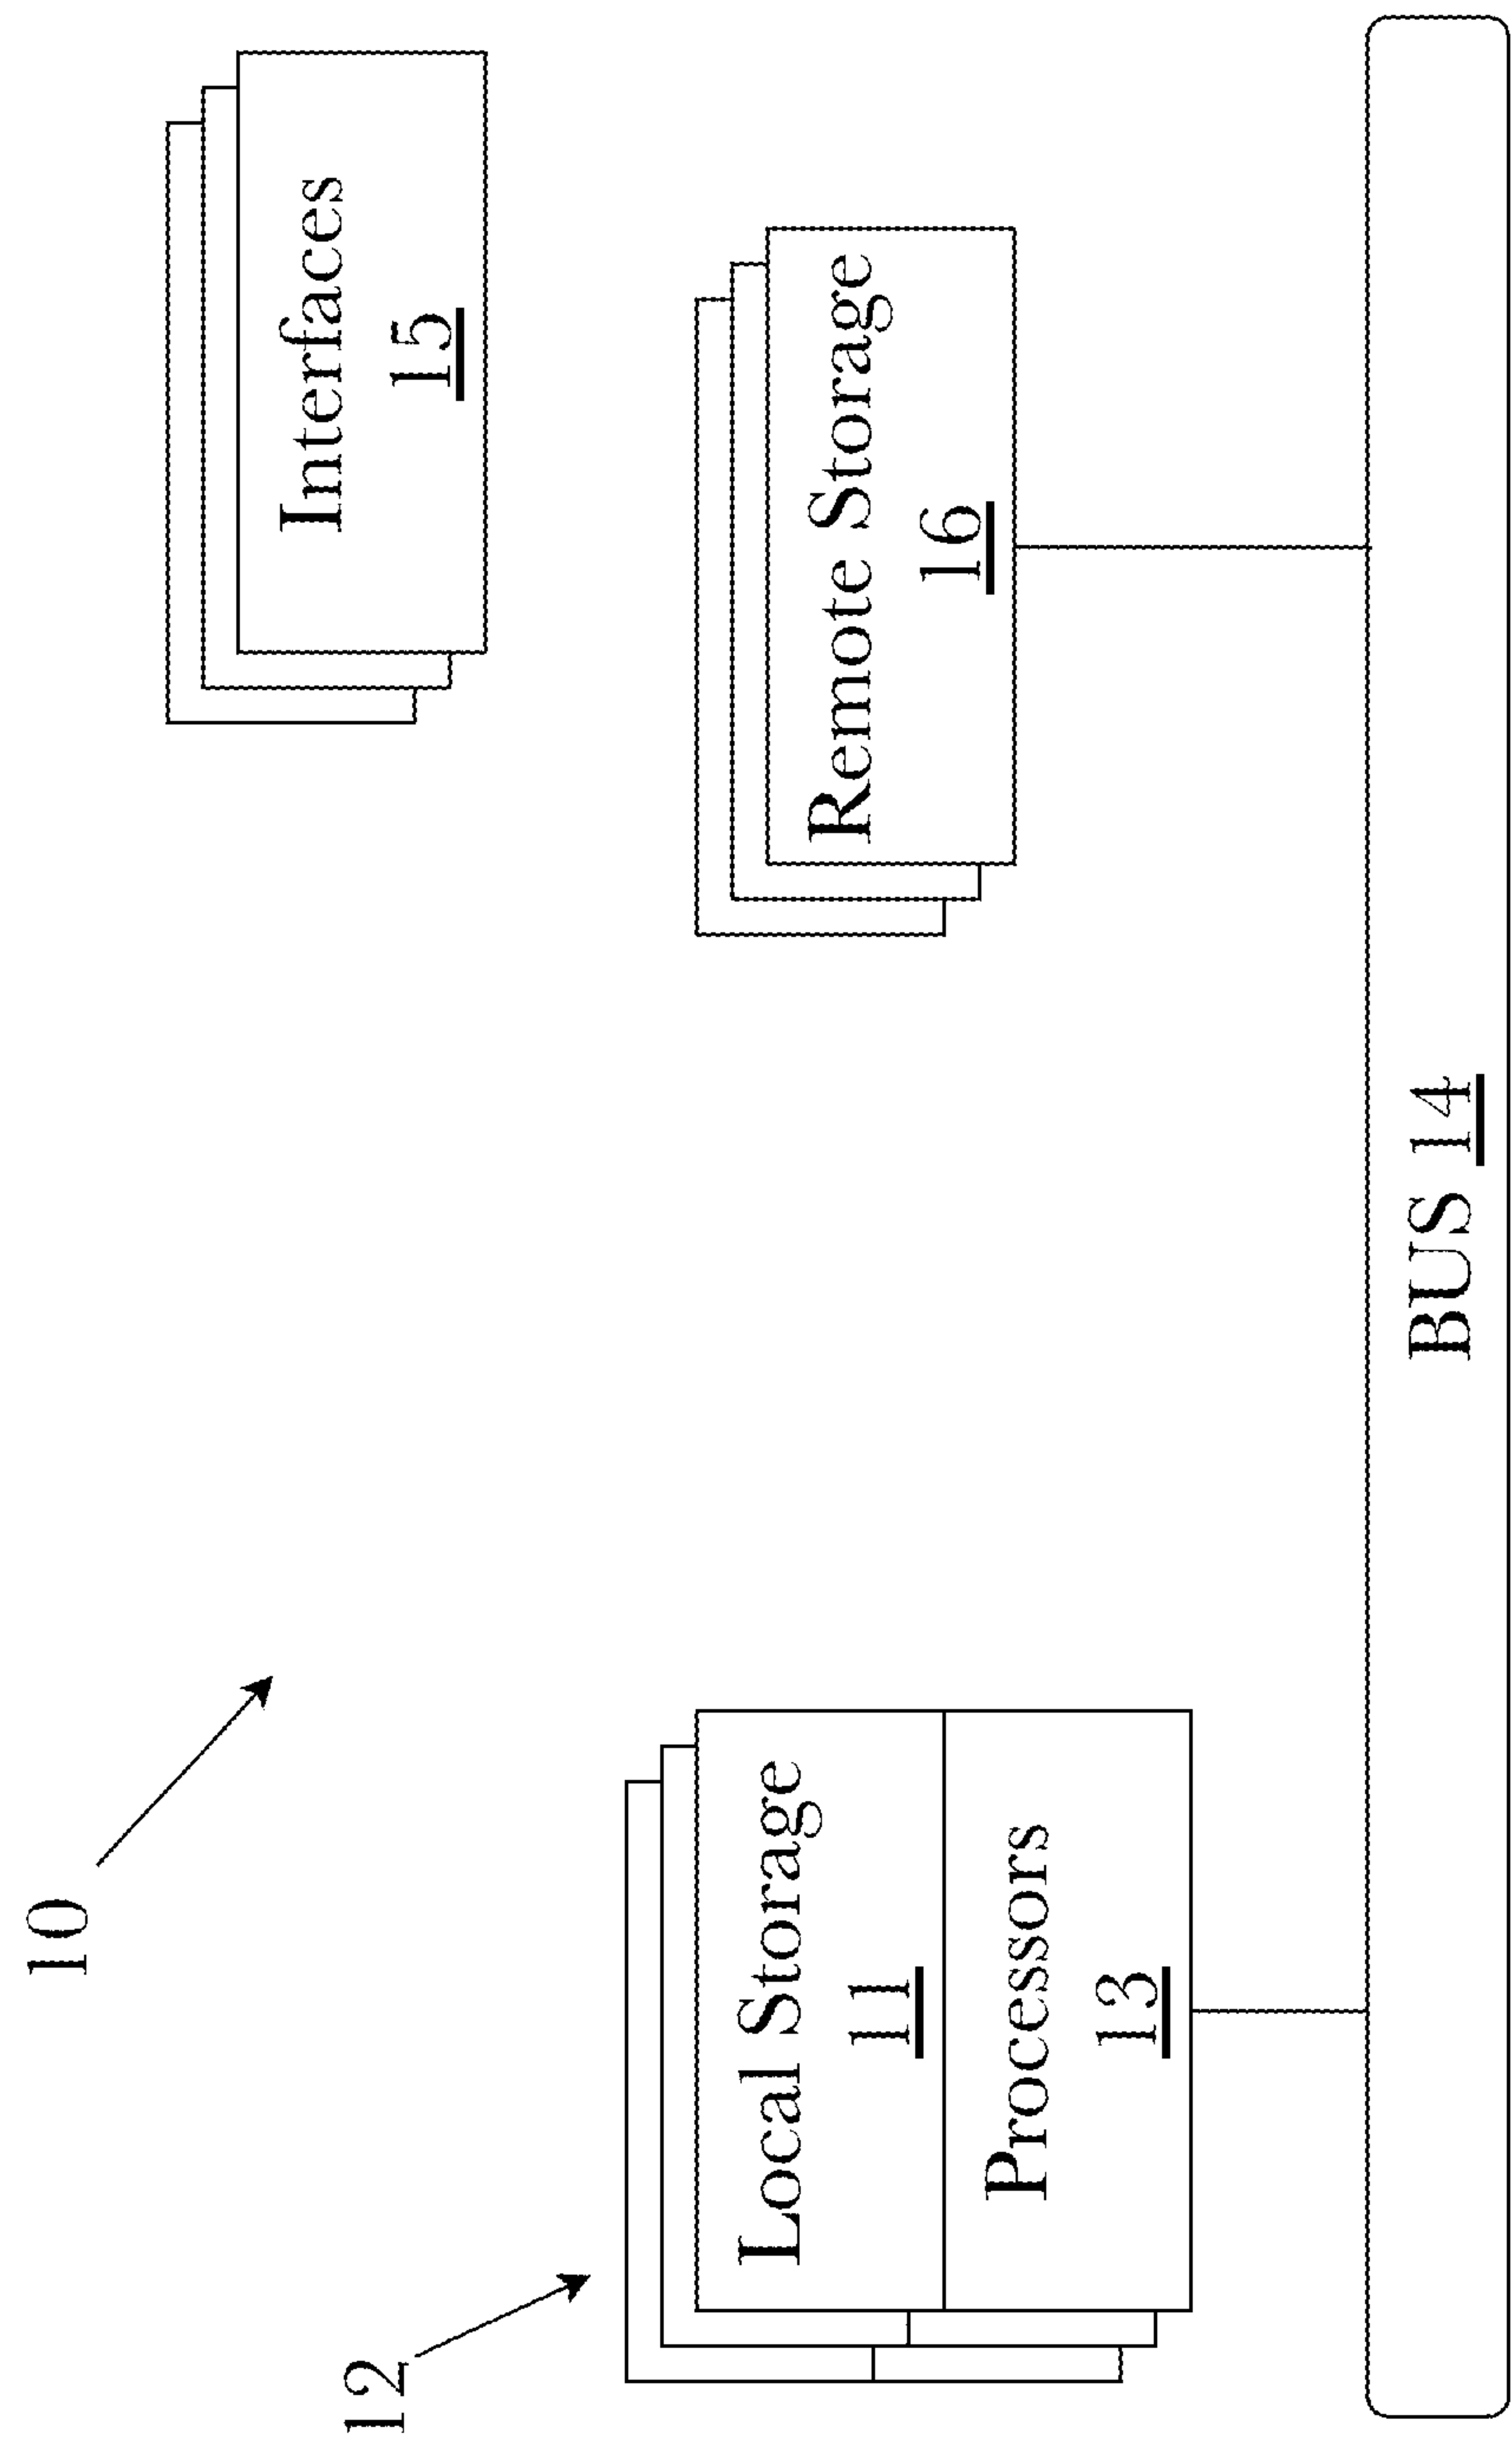 10
12
Local Storage
11
Processors
13
Interfaces
15
Remote Storage
16
BUS 14